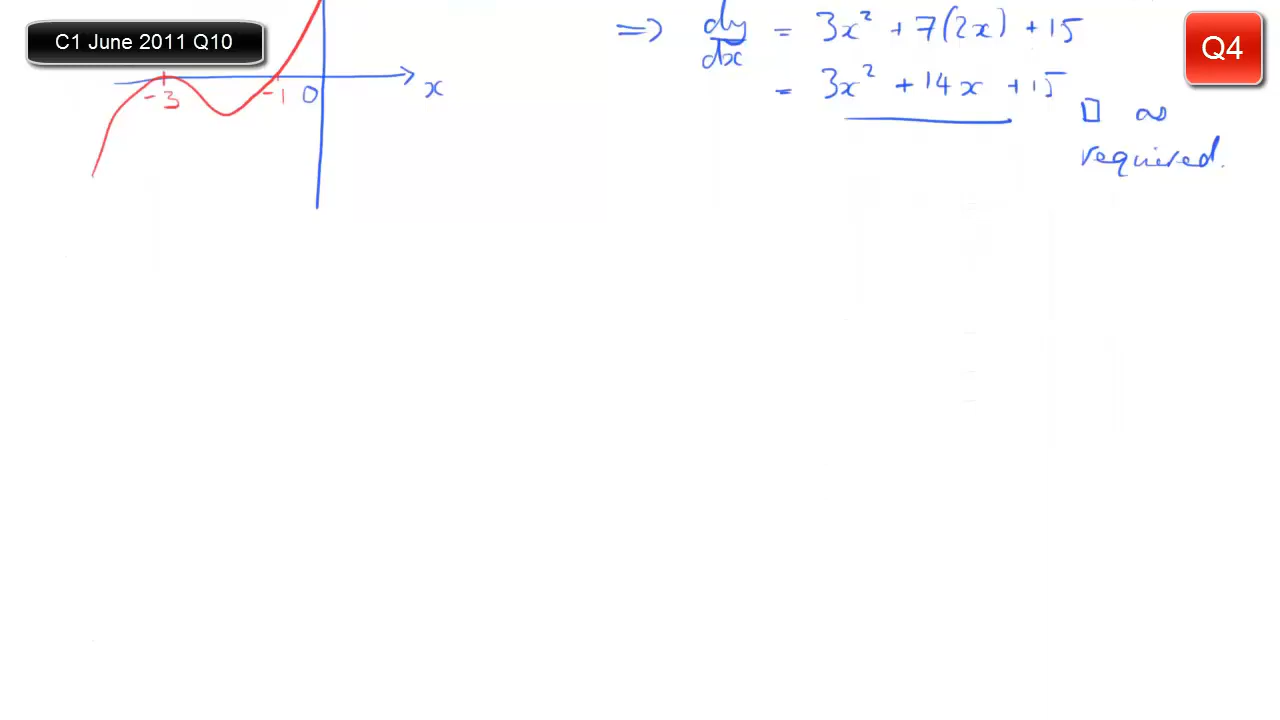 C1 June 2011 Q10
Q4
⇒ dy/dx = 3x² + 7(2x) + 15
= 3x² + 14x + 15
□ as
required.
-3 -1 0 x